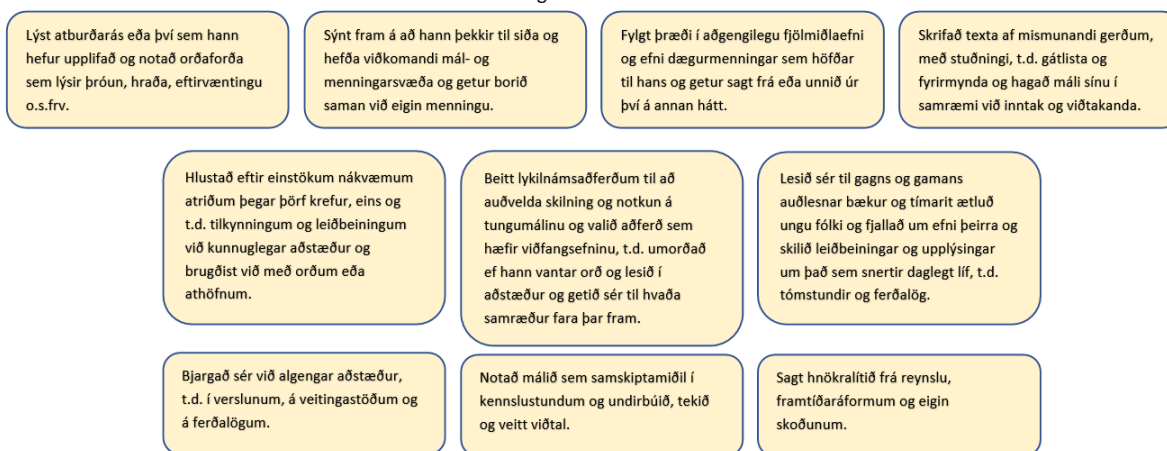 Lýst atburðarás eða því sem hann
hefur upplifað og notað orðaforða
sem lýsir þróun, hraða, eftirvæntingu
o.s.frv.
Sýnt fram á að hann þekkir til siða og
hefða viðkomandi mál- og
menningarsvæða og getur borið
saman við eigin menningu.
Fylgt þræði í aðgengilegu fjölmiðlaefni
og efni dægurmenningar sem höfðar
til hans og getur sagt frá eða unnið úr
því á annan hátt.
Skrifað texta af mismunandi gerðum,
með stuðningi, t.d. gátlista og
fyrirmynda og hagað máli sínu í
samræmi við inntak og viðtakanda.
Hlustað eftir einstökum nákvæmum
atriðum þegar þörf krefur, eins og
t.d. tilkynningum og leiðbeiningum
við kunnuglegar aðstæður og
brugðist við með orðum eða
athöfnum.
Beitt lykilnámsaðferðum til að
auðvelda skilning og notkun á
tungumálinu og valið aðferð sem
hæfir viðfangsefninu, t.d. umorðað
ef hann vantar orð og lesið í
aðstæður og getið sér til hvaða
samræður fara þar fram.
Lesið sér til gagns og gamans
auðlesnar bækur og tímarit ætluð
ungu fólki og fjallað um efni þeirra og
skilið leiðbeiningar og upplýsingar
um það sem snertir daglegt líf, t.d.
tómstundir og ferðalög.
Bjargað sér við algengar aðstæður,
t.d. í verslunum, á veitingastöðum og
á ferðalögum.
Notað málið sem samskiptamiðil í
kennslustundum og undirbúið, tekið
og veitt viðtal.
Sagt hnökralítið frá reynslu,
framtíðaráformum og eigin
skoðunum.